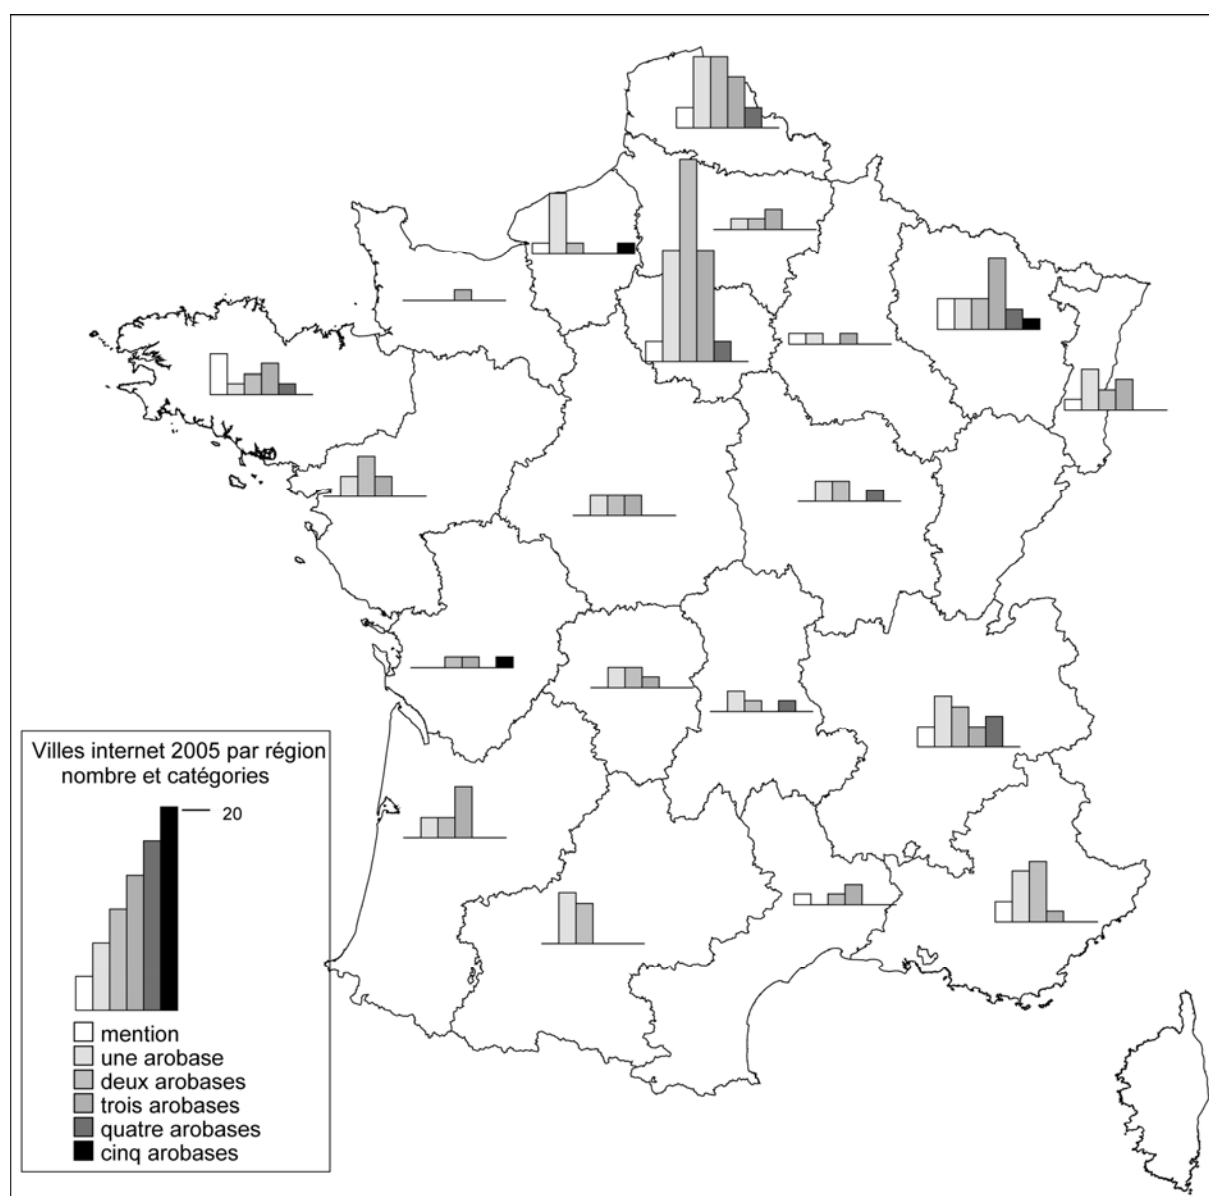 Villes internet 2005 par région
nombre et catégories
20
mention
une arobase
deux arobases
trois arobases
quatre arobases
cinq arobases